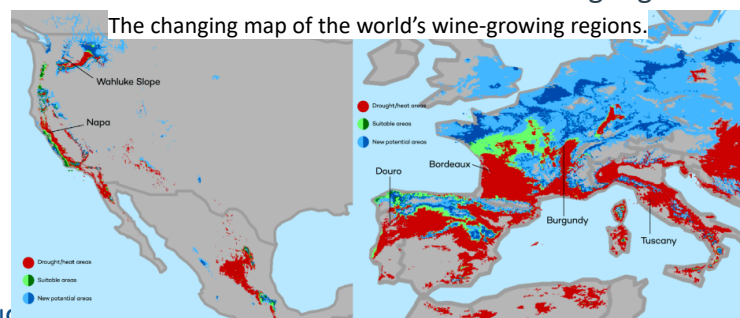 The changing map of the world's wine-growing regions.
Wahluke Slope
Napa
Drought/heat areas
Suitable areas
New potential areas
Drought/heat areas
Suitable areas
New potential areas
Bordeaux
Douro
Burgundy
Tuscany